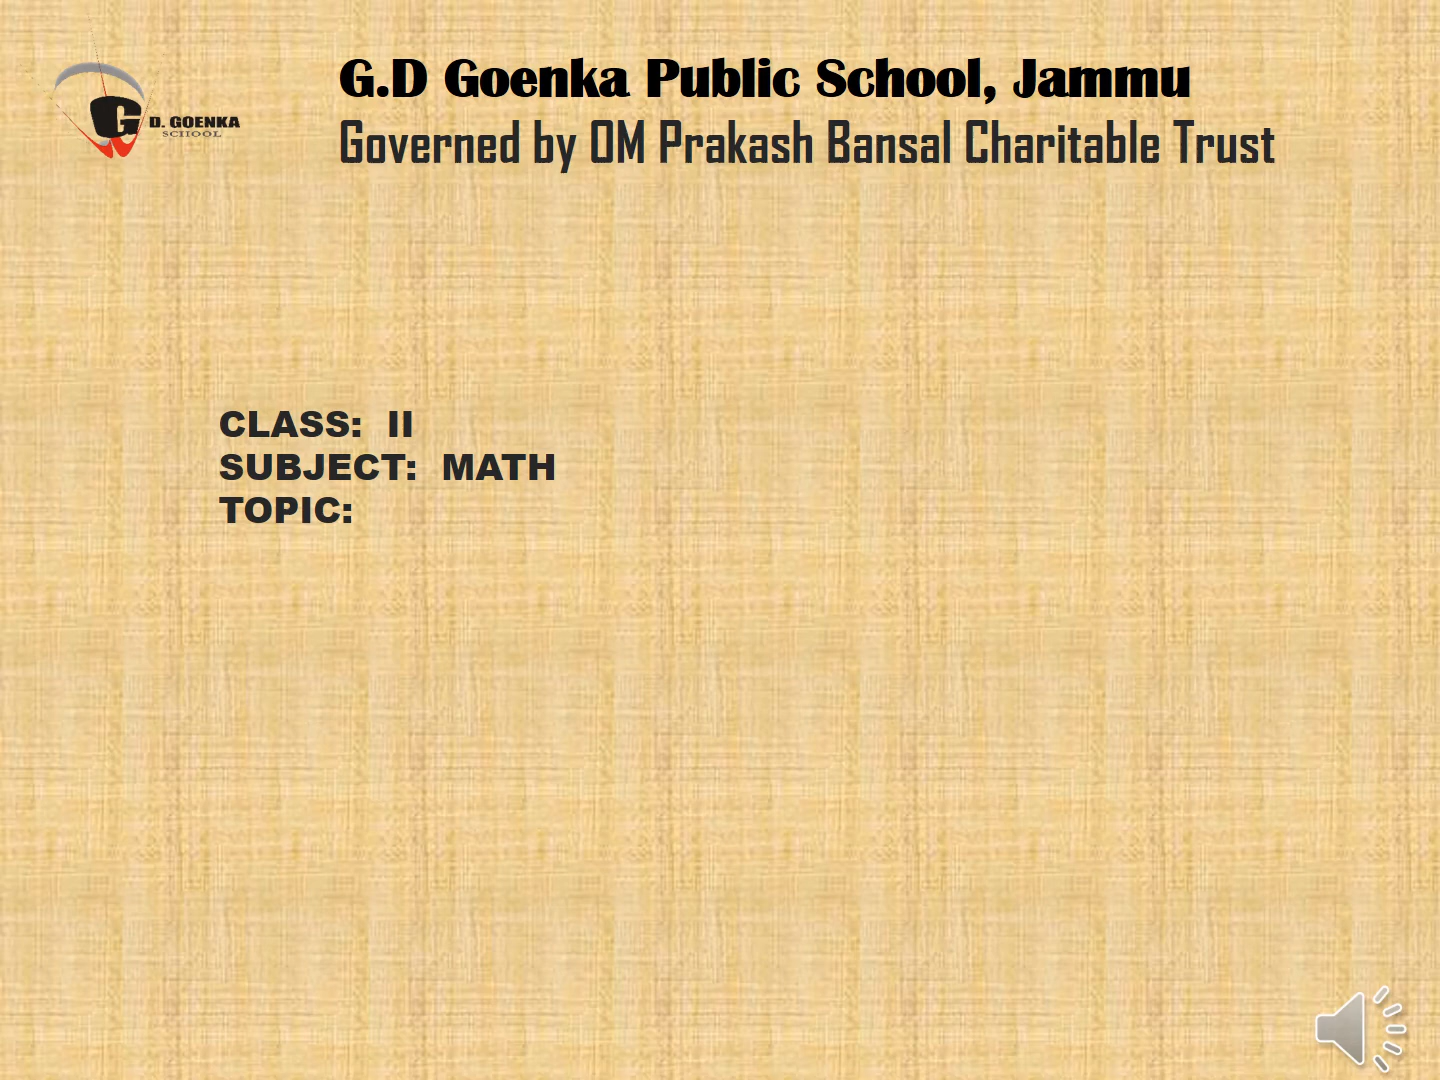 G.D Goenka Public School, Jammu
Governed by OM Prakash Bansal Charitable Trust
G D. GOENKA
SCHOOL
CLASS: II
SUBJECT: MATH
TOPIC: